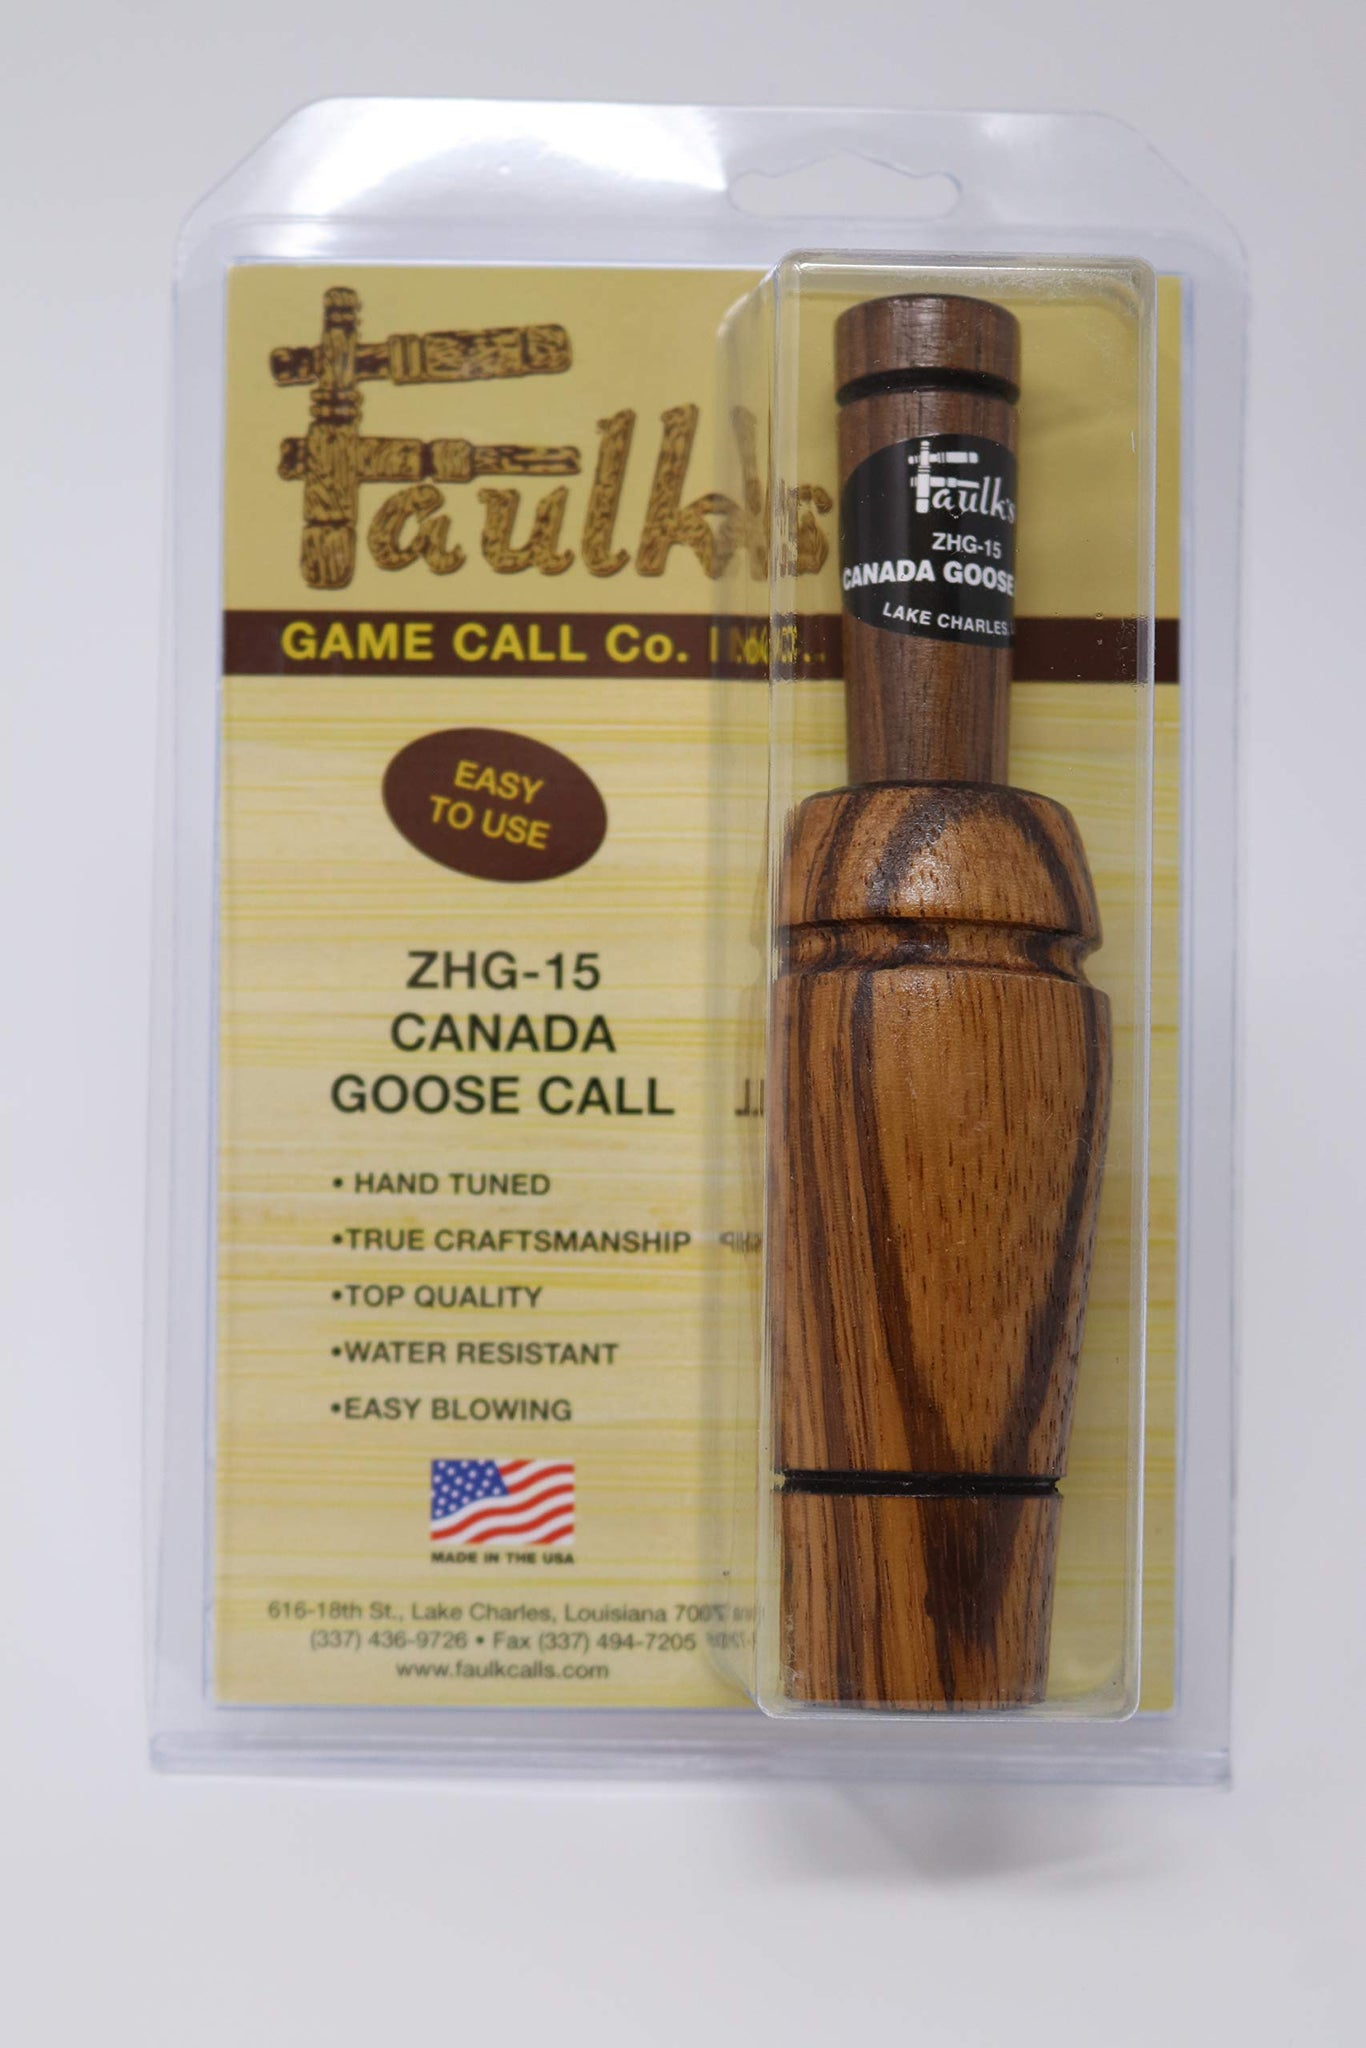 Faulk's
GAME CALL Co.
EASY
TO USE
ZHG-15
CANADA
GOOSE CALL
• HAND TUNED
•TRUE CRAFTSMANSHIP
•TOP QUALITY
•WATER RESISTANT
•EASY BLOWING
MADE IN THE USA
616-18th St., Lake Charles, Louisiana
(337) 436-9726 • Fax (337) 494-7205
www.faulkcalls.com
Faulk's
ZHG-15
CANADA GOOSE
LAKE CHARLES,